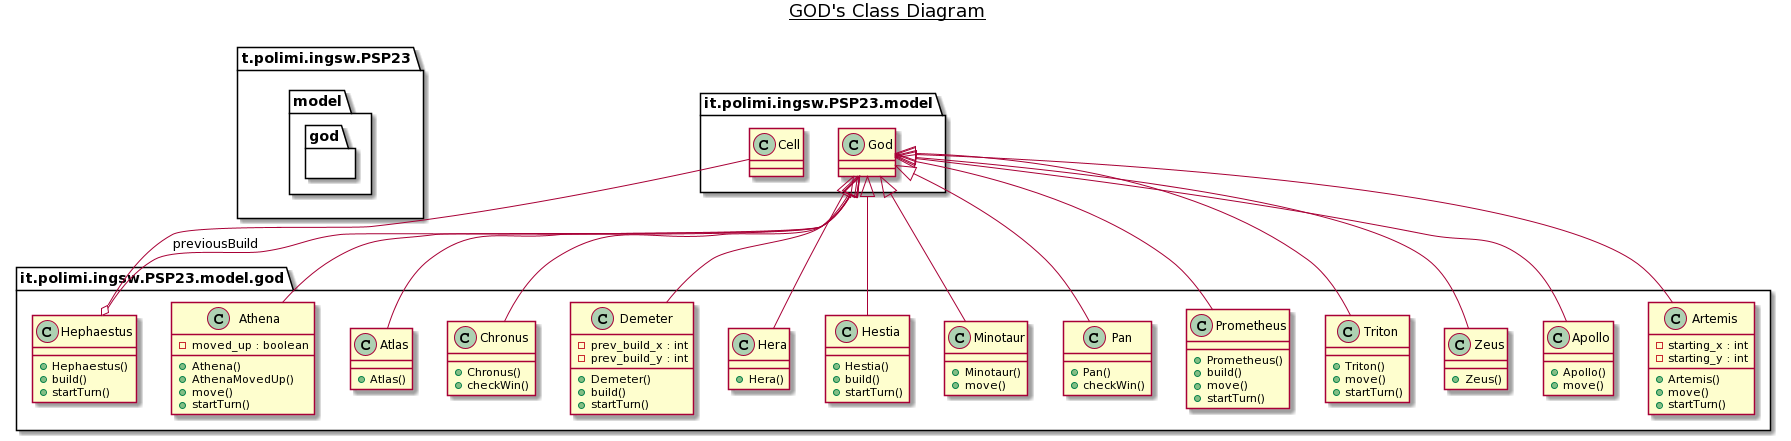 GOD's Class Diagram
t.polimi.ingsw.PSP23
model
god
it.polimi.ingsw.PSP23.model
C Cell
C God
previousBuild
it.polimi.ingsw.PSP23.model.god
C Hephaestus
Hephaestus()
build()
startTurn()
C Athena
moved_up : boolean
Athena()
AthenaMovedUp()
move()
startTurn()
C Atlas
Atlas()
C Chronus
Chronus()
checkWin()
C Demeter
prev_build_x : int
prev_build_y : int
Demeter()
build()
startTurn()
C Hera
Hera()
C Hestia
Hestia()
build()
startTurn()
C Minotaur
Minotaur()
move()
C Pan
Pan()
checkWin()
C Prometheus
Prometheus()
build()
move()
startTurn()
C Triton
Triton()
move()
startTurn()
C Zeus
Zeus()
C Apollo
Apollo()
move()
C Artemis
starting_x : int
starting_y : int
Artemis()
move()
startTurn()